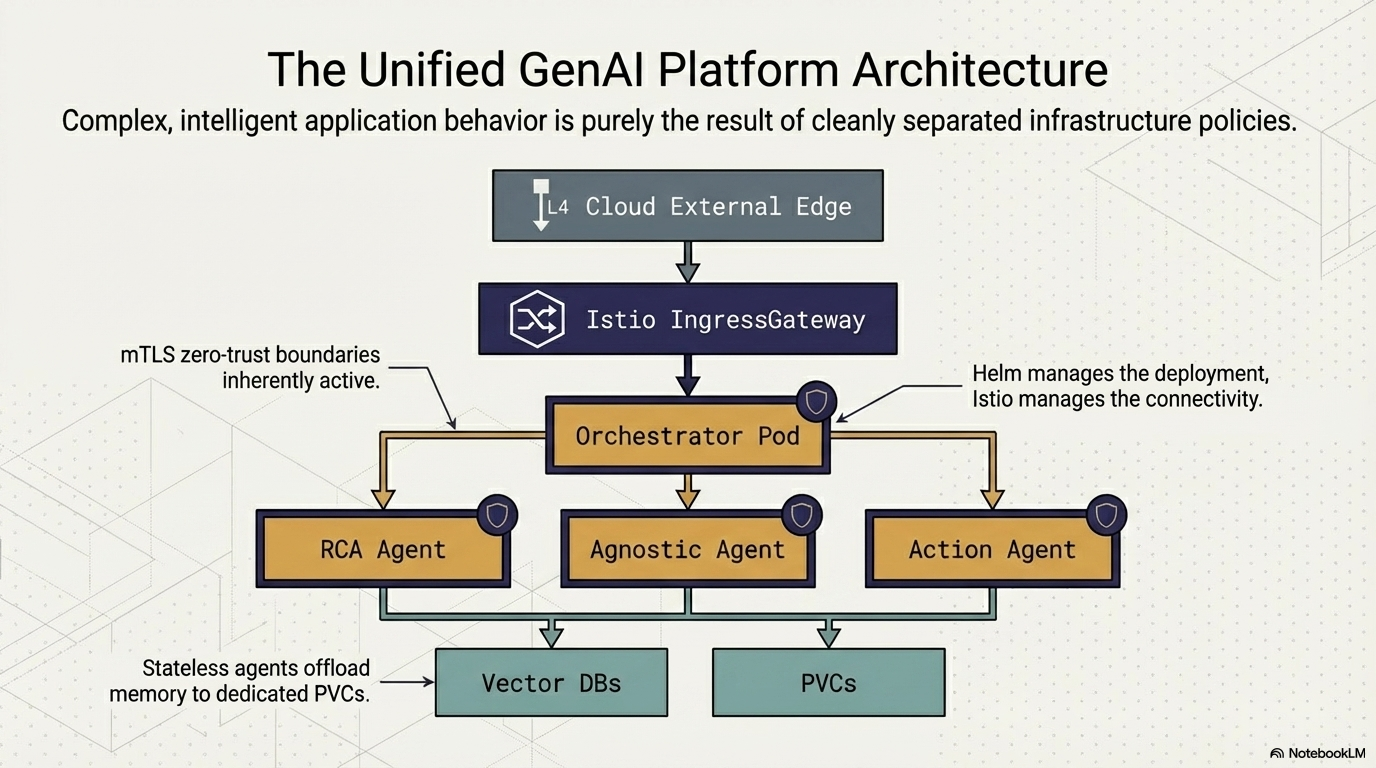 The Unified GenAI Platform Architecture
Complex, intelligent application behavior is purely the result of cleanly separated infrastructure policies.
L4 Cloud External Edge
Istio IngressGateway
mTLS zero-trust boundaries
inherently active.
Helm manages the deployment,
Istio manages the connectivity.
Orchestrator Pod
RCA Agent
Agnostic Agent
Action Agent
Stateless agents offload
memory to dedicated PVCs.
Vector DBs
PVCs
NotebookLM